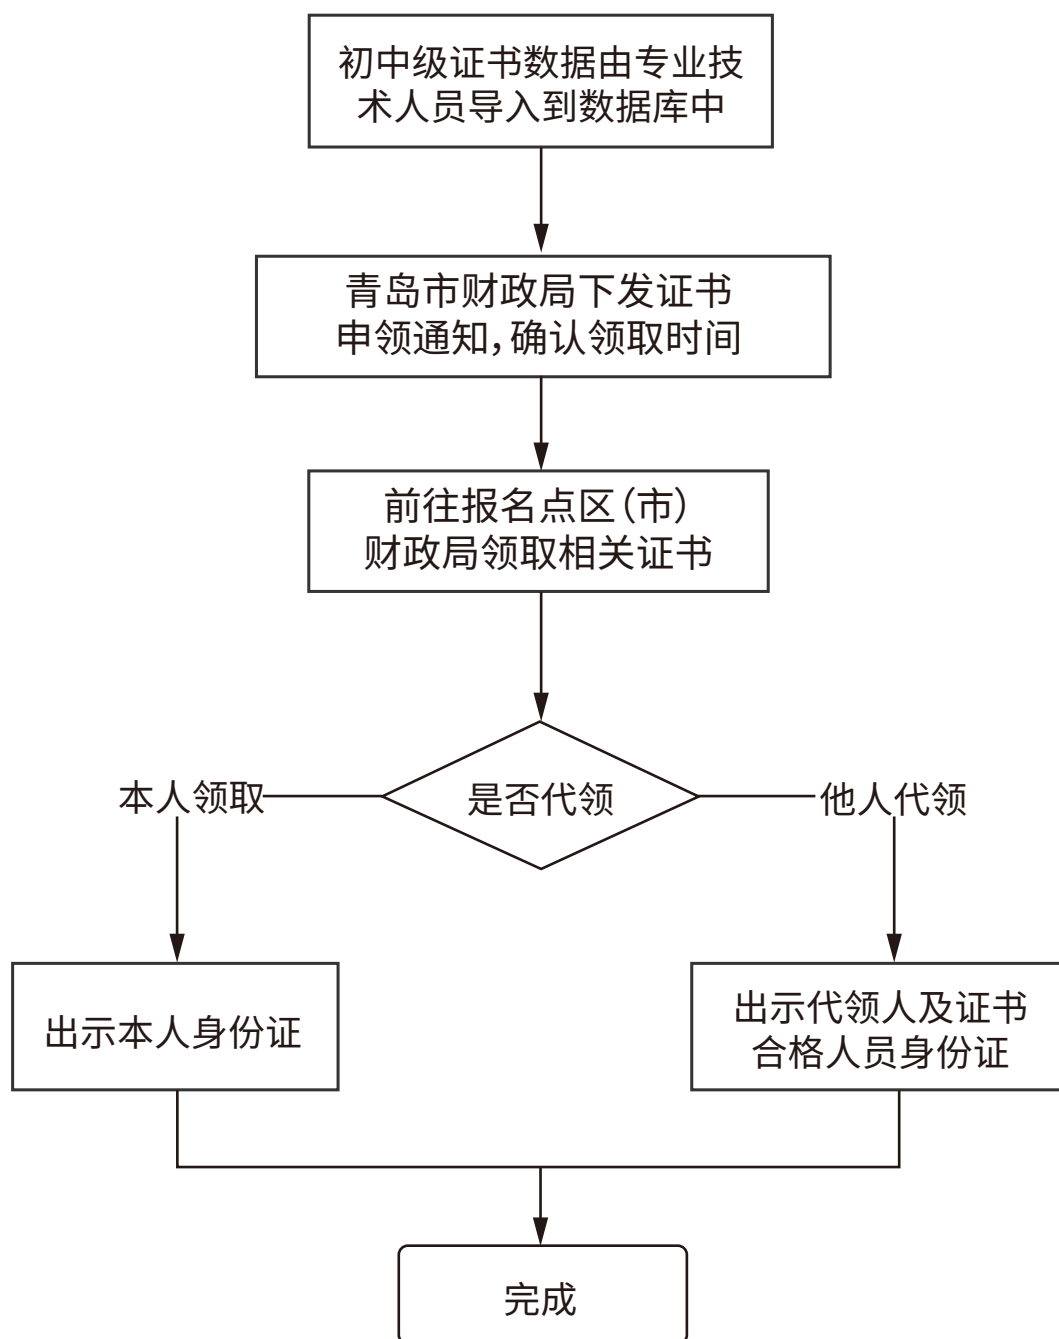 初中级证书数据由专业技
术人员导入到数据库中
青岛市财政局下发证书
申领通知，确认领取时间
前往报名点区（市）
财政局领取相关证书
是否代领
本人领取
他人代领
出示本人身份证
出示代领人及证书
合格人员身份证
完成